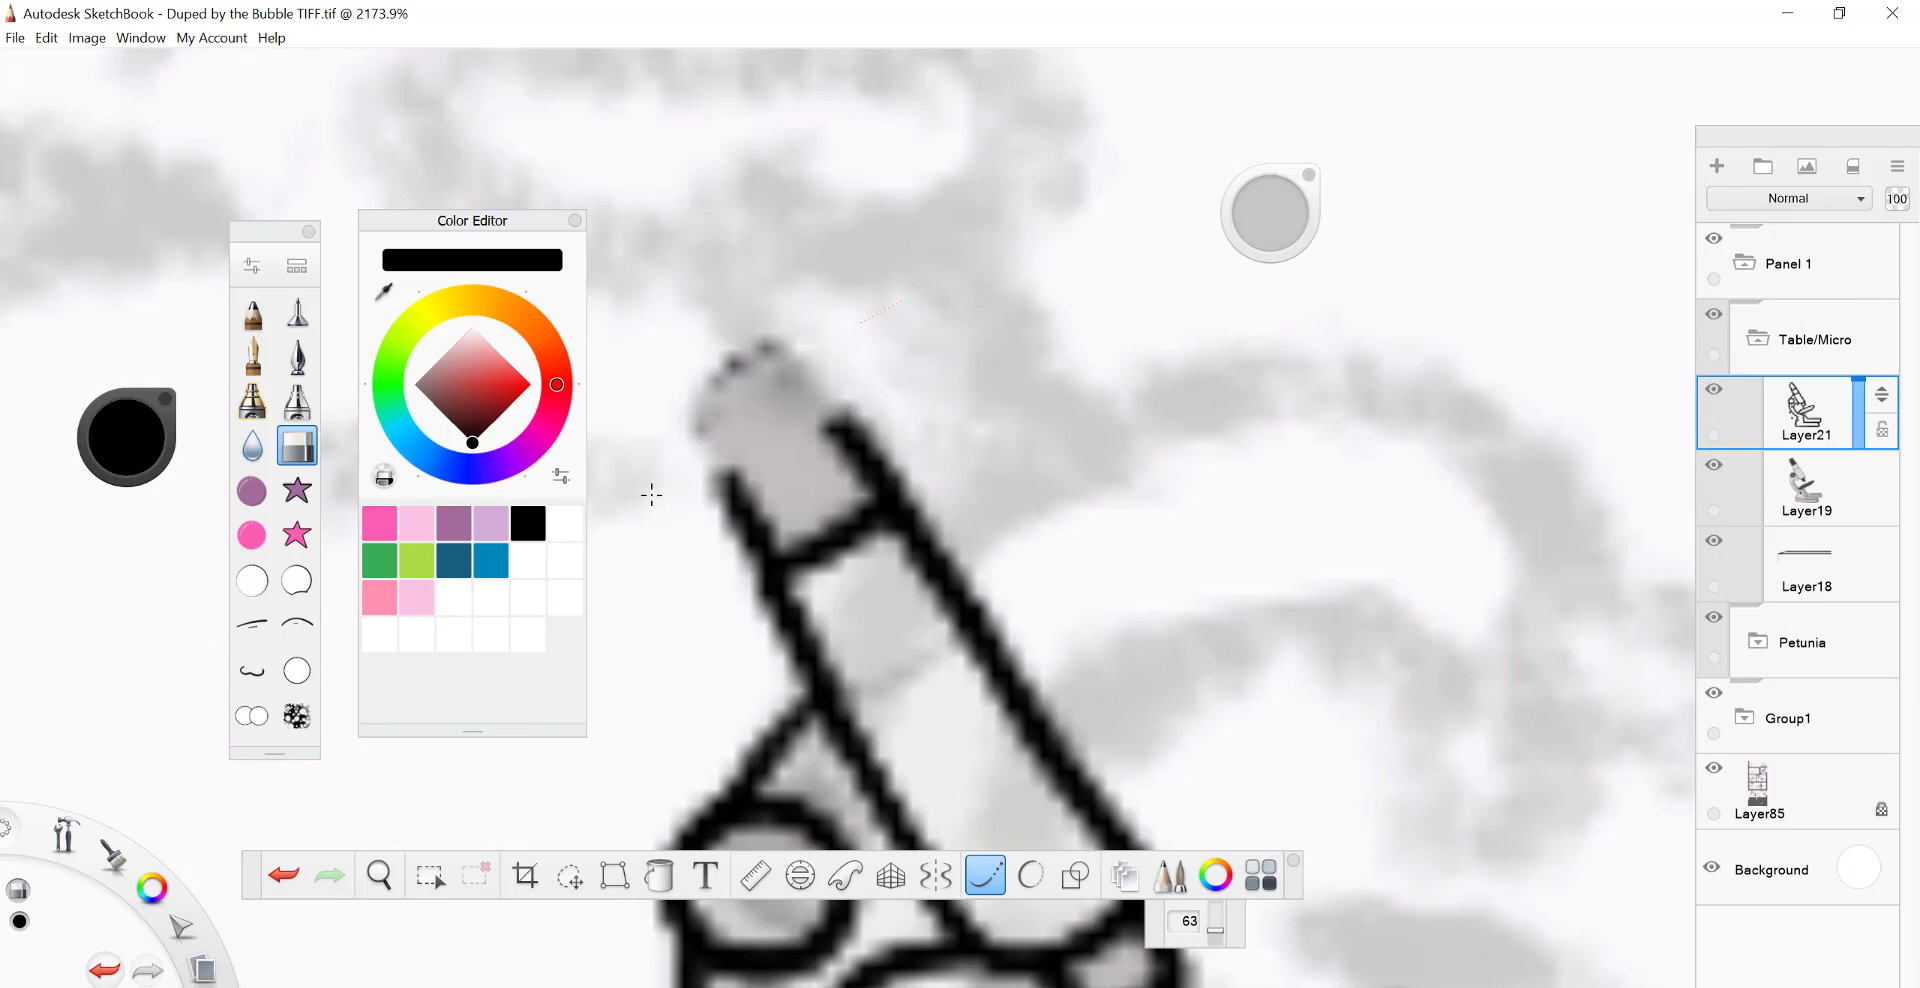 Autodesk SketchBook - Duped by the Bubble TIFF.tif @ 2173.9%
File Edit Image Window My Account Help
Normal 100
Color Editor
Panel 1
Table/Micro
Layer21
Layer19
Layer18
Petunia
Group1
Layer85
Background
T
63